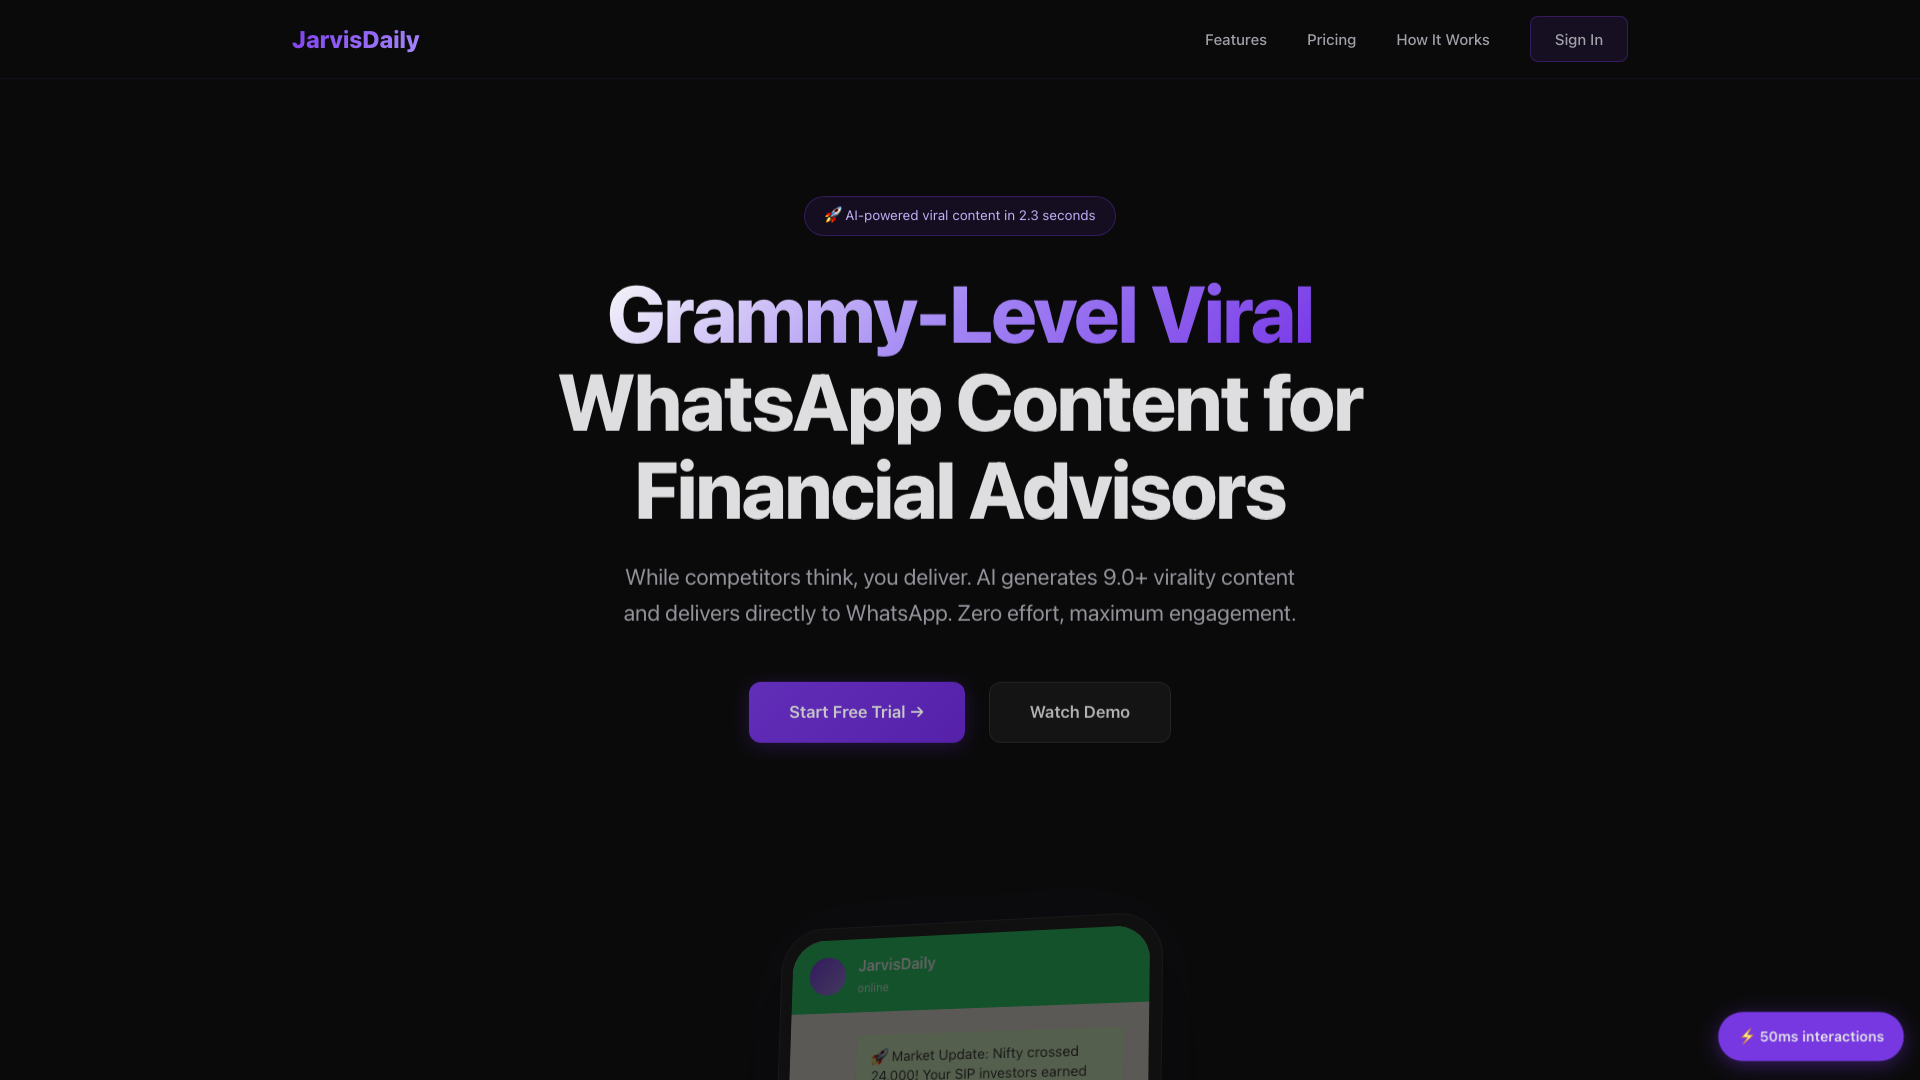 JarvisDaily
Features
Pricing
How It Works
Sign In
🚀 AI-powered viral content in 2.3 seconds
Grammy-Level Viral
WhatsApp Content for
Financial Advisors
While competitors think, you deliver. AI generates 9.0+ virality content
and delivers directly to WhatsApp. Zero effort, maximum engagement.
Start Free Trial →
Watch Demo
JarvisDaily
online
🚀 Market Update: Nifty crossed
24,000! Your SIP investors earned
⚡ 50ms interactions